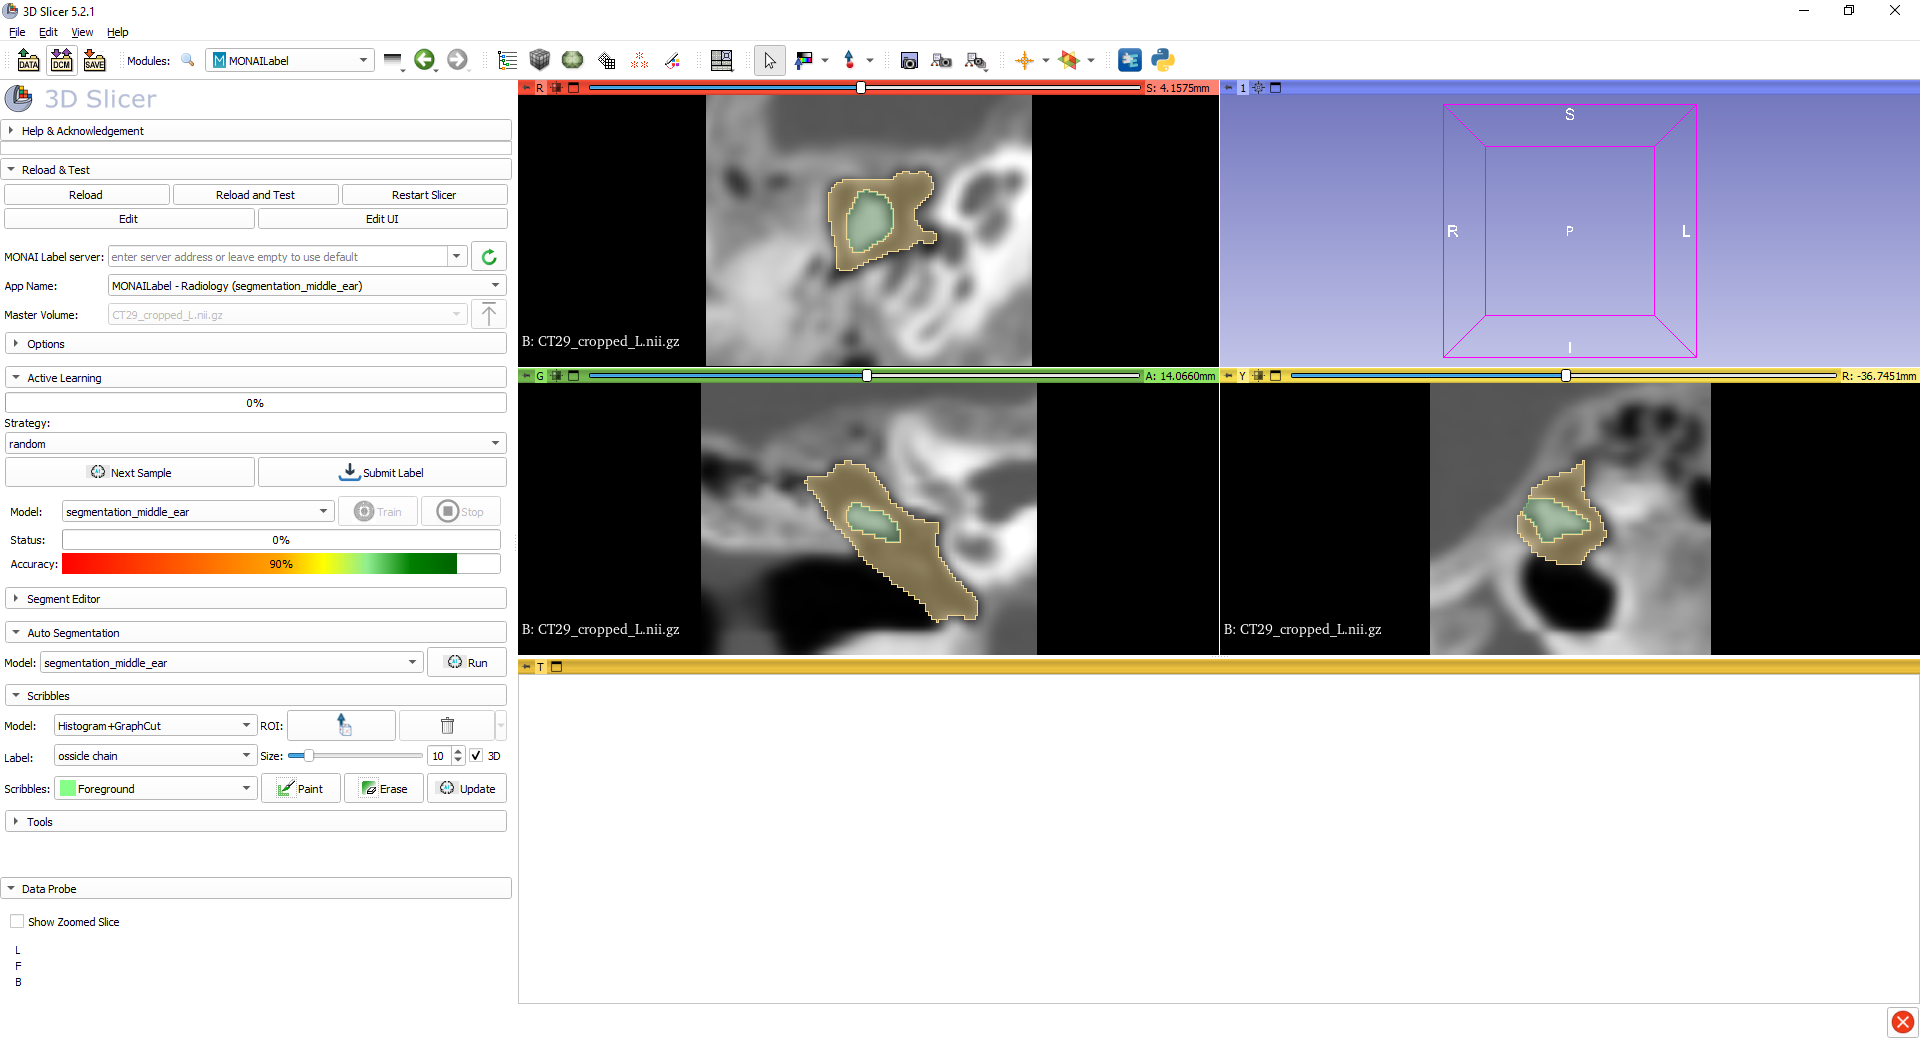 3D Slicer 5.2.1
File Edit View Help
DATA DCM SAVE Modules: MONAILabel
3D Slicer
Help & Acknowledgement
Reload & Test
Reload Reload and Test Restart Slicer
Edit Edit UI
MONAI Label server: enter server address or leave empty to use default
App Name: MONAILabel - Radiology (segmentation_middle_ear)
Master Volume: CT29_cropped_L.nii.gz
Options
Active Learning
0%
Strategy:
random
Next Sample Submit Label
Model: segmentation_middle_ear Train Stop
Status: 0%
Accuracy: 90%
Segment Editor
Auto Segmentation
Model: segmentation_middle_ear Run
Scribbles
Model: Histogram+GraphCut ROI:
Label: ossicle chain Size: 10 3D
Scribbles: Foreground Paint Erase Update
Tools
Data Probe
Show Zoomed Slice
L
F
B
R S: 4.1575mm
B: CT29_cropped_L.nii.gz
1
S
R P L
I
G A: 14.0660mm
B: CT29_cropped_L.nii.gz
Y R: -36.7451mm
B: CT29_cropped_L.nii.gz
T